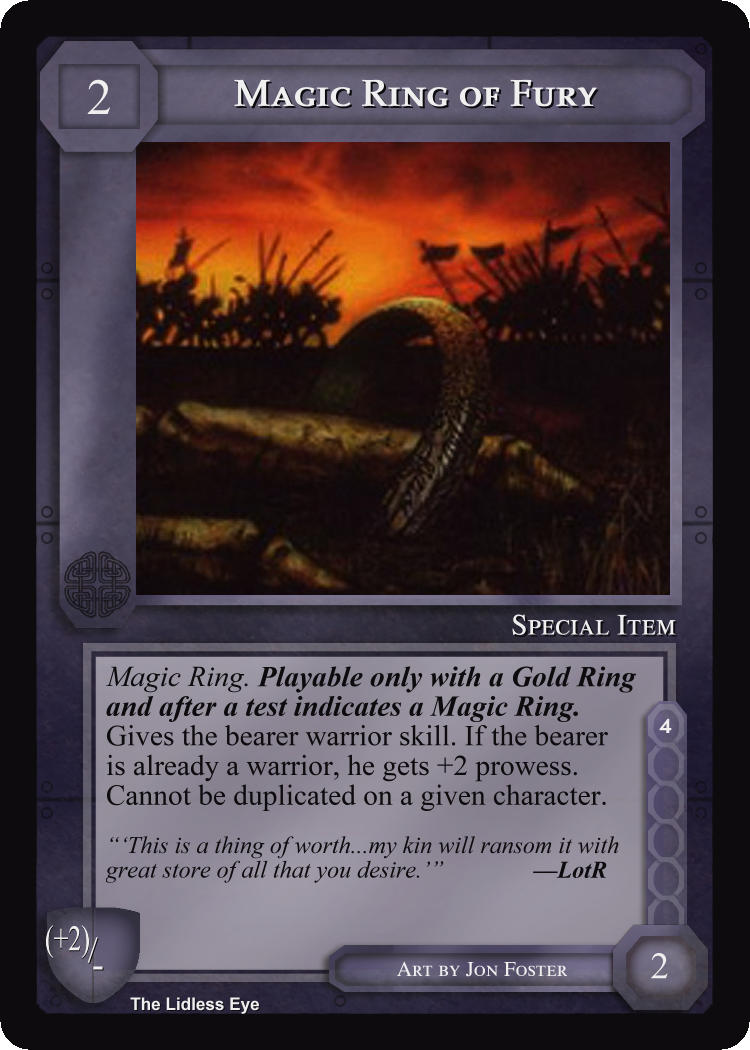 2
Magic Ring of Fury
Special Item
Magic Ring. Playable only with a Gold Ring
and after a test indicates a Magic Ring.
Gives the bearer warrior skill. If the bearer
is already a warrior, he gets +2 prowess.
Cannot be duplicated on a given character.
“‘This is a thing of worth...my kin will ransom it with
great store of all that you desire.’” —LotR
4
(+2)/-
Art by Jon Foster
2
The Lidless Eye